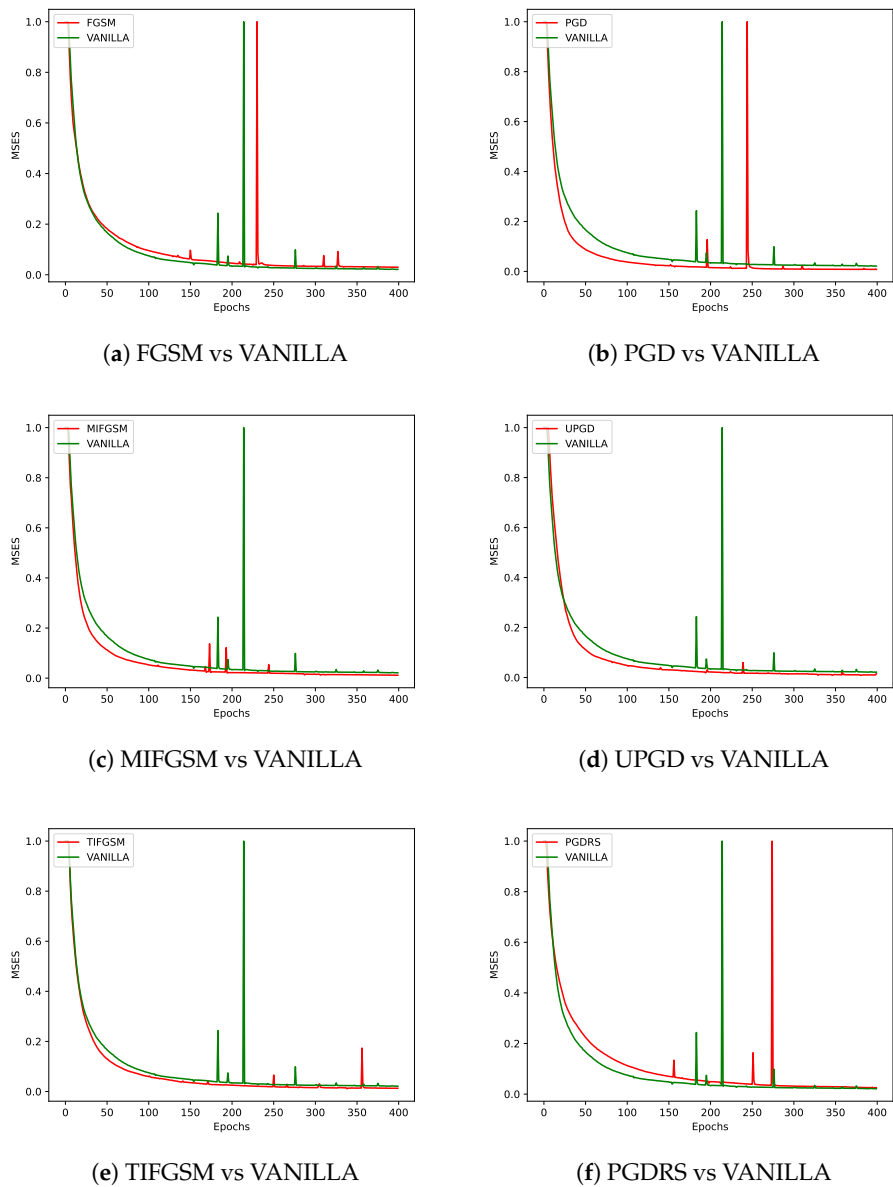 FGSM
VANILLA
MSES
1.0
0.8
0.6
0.4
0.2
0.0
0 50 100 150 200 250 300 350 400
Epochs
(a) FGSM vs VANILLA
PGD
VANILLA
MSES
1.0
0.8
0.6
0.4
0.2
0.0
0 50 100 150 200 250 300 350 400
Epochs
(b) PGD vs VANILLA
MIFGSM
VANILLA
MSES
1.0
0.8
0.6
0.4
0.2
0.0
0 50 100 150 200 250 300 350 400
Epochs
(c) MIFGSM vs VANILLA
UPGD
VANILLA
MSES
1.0
0.8
0.6
0.4
0.2
0.0
0 50 100 150 200 250 300 350 400
Epochs
(d) UPGD vs VANILLA
TIFGSM
VANILLA
MSES
1.0
0.8
0.6
0.4
0.2
0.0
0 50 100 150 200 250 300 350 400
Epochs
(e) TIFGSM vs VANILLA
PGDRS
VANILLA
MSES
1.0
0.8
0.6
0.4
0.2
0.0
0 50 100 150 200 250 300 350 400
Epochs
(f) PGDRS vs VANILLA